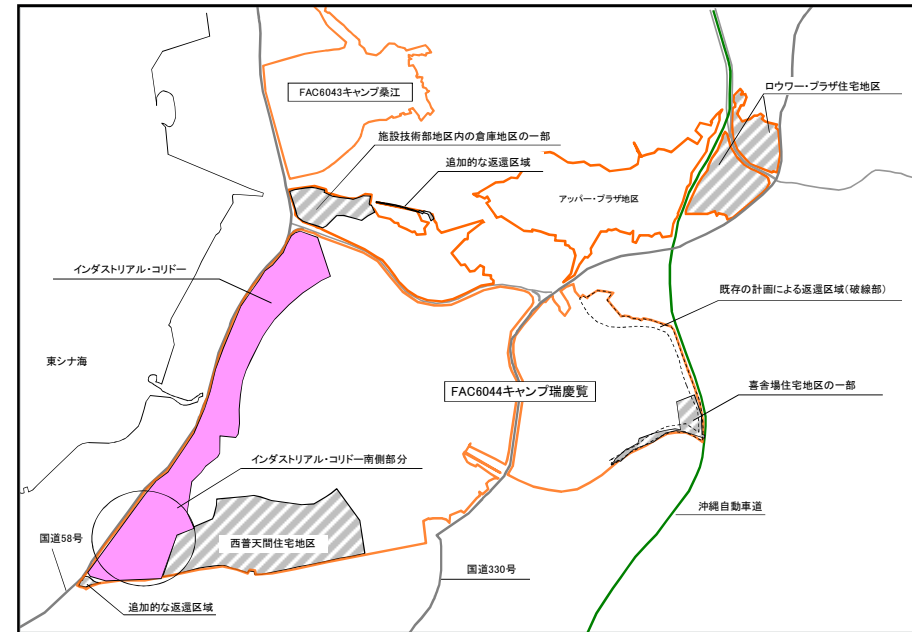 FAC6043キャンプ桑江
ロウワー・プラザ住宅地区
施設技術部地区内の倉庫地区の一部
追加的な返還区域
アッパー・プラザ地区
インダストリアル・コリドー
既存の計画による返還区域(破線部)
東シナ海
FAC6044キャンプ瑞慶覧
喜舎場住宅地区の一部
インダストリアル・コリドー南側部分
沖縄自動車道
国道58号
西普天間住宅地区
国道330号
追加的な返還区域